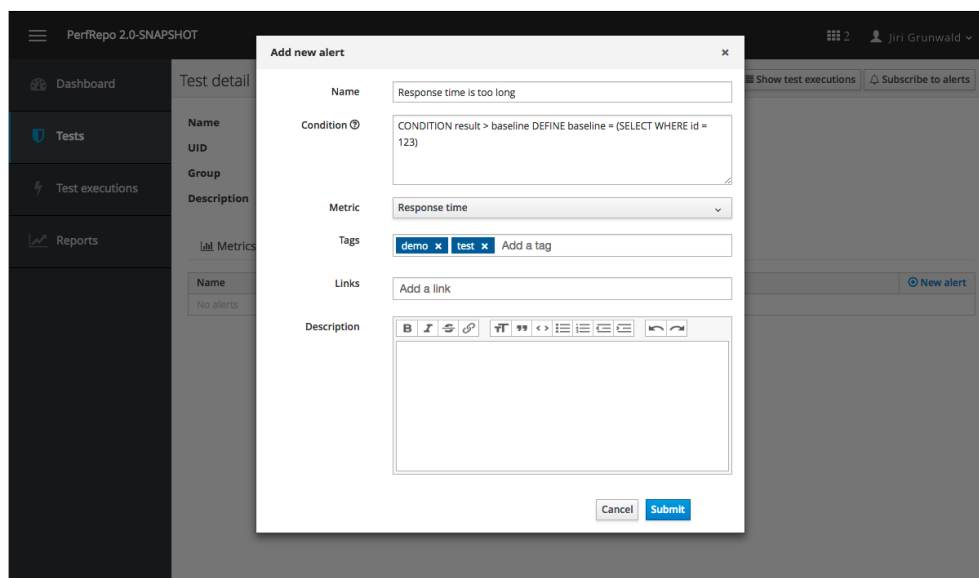 PerfRepo 2.0-SNAPSHOT
2
Jiri Grunwald
Dashboard
Tests
Test executions
Reports
Test detail
Show test executions
Subscribe to alerts
Name
UID
Group
Description
Metrics
Name
New alert
No alerts
Add new alert
×
Name
Response time is too long
Condition
CONDITION result > baseline DEFINE baseline = (SELECT WHERE id =
123)
Metric
Response time
Tags
demo × test × Add a tag
Links
Add a link
Description
Cancel
Submit